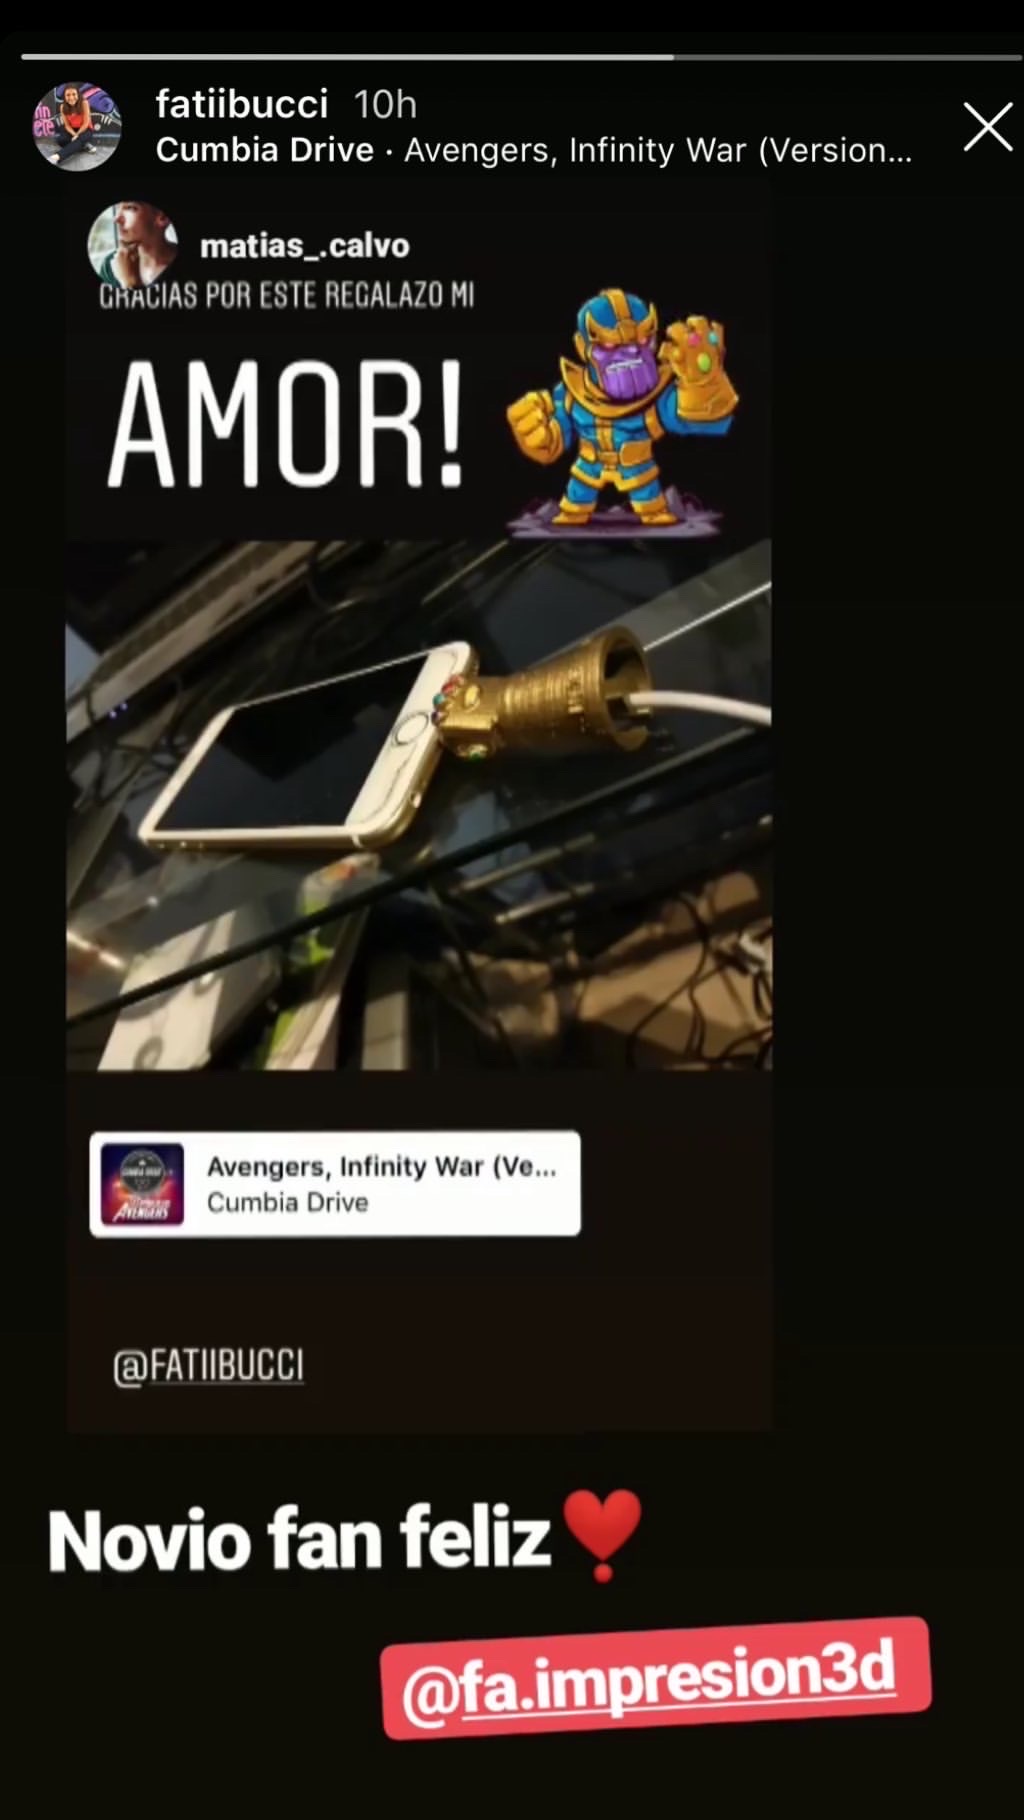 fatiibucci 10h
Cumbia Drive · Avengers, Infinity War (Version...
matias_.calvo
GRACIAS POR ESTE REGALAZO MI
AMOR!
Avengers, Infinity War (Ve...
Cumbia Drive
AVENGERS
@FATIIBUCCI
Novio fan feliz❣️
@fa.impresion3d